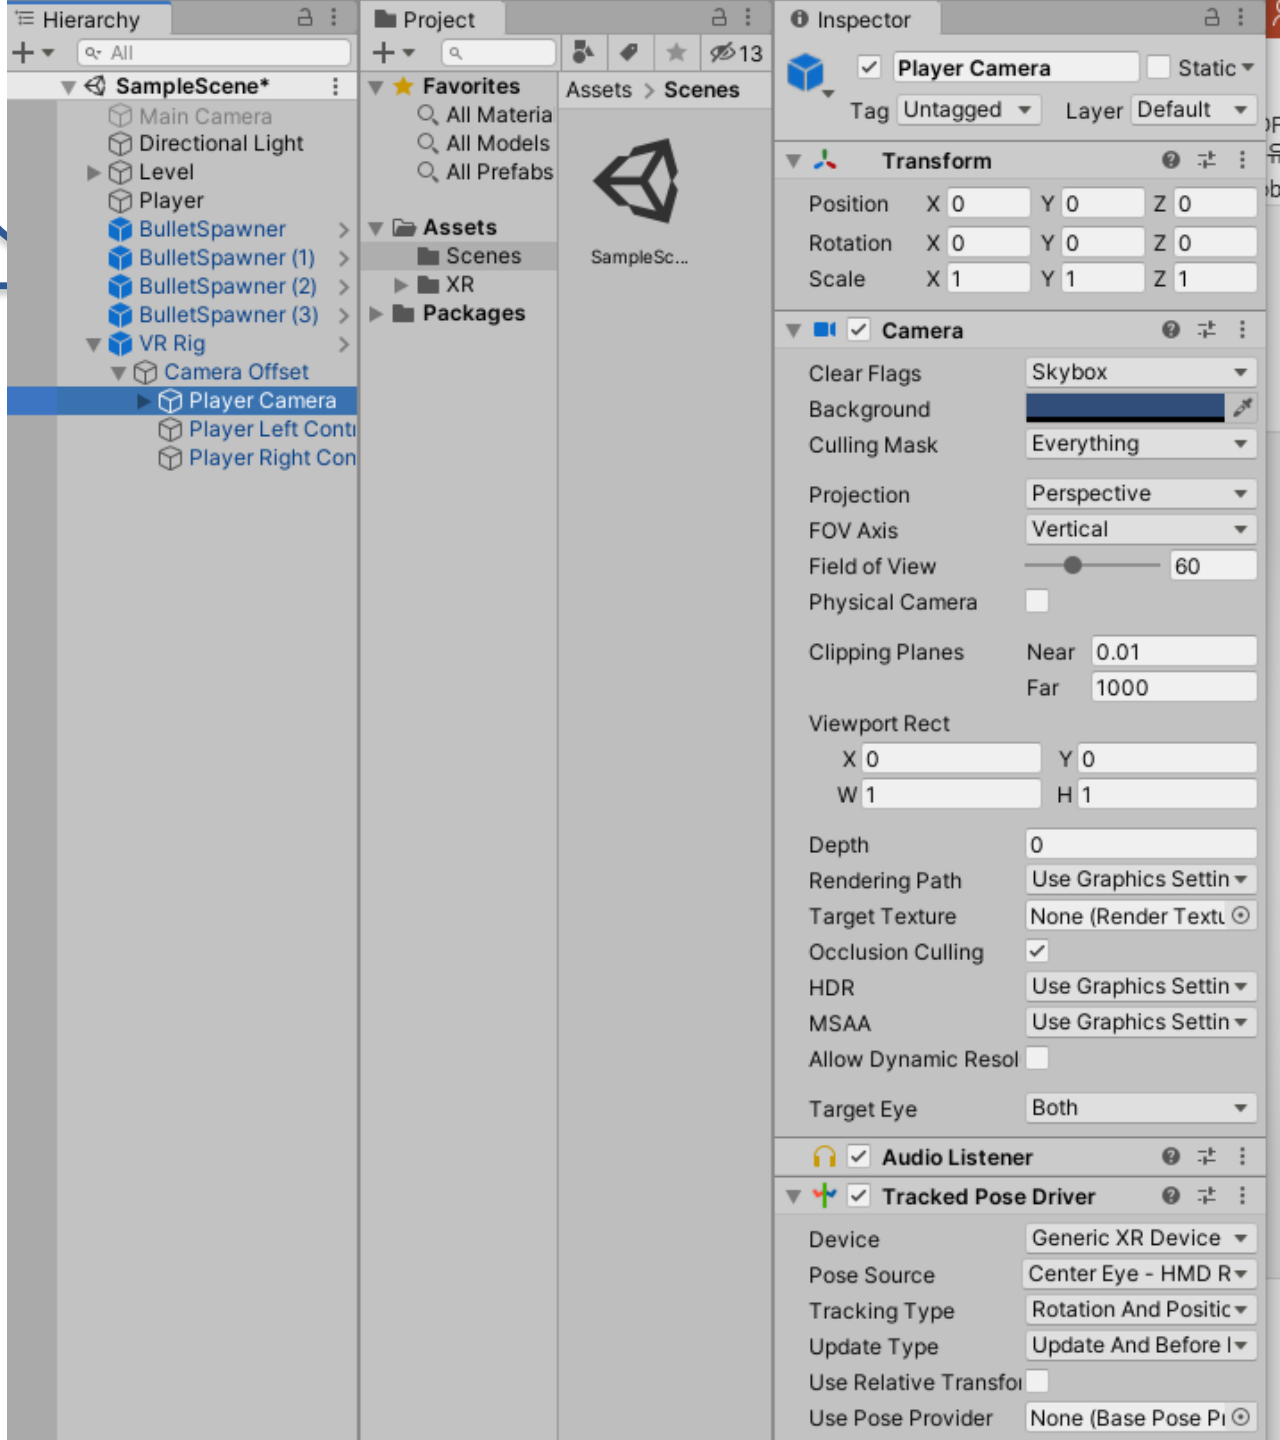 Hierarchy
All
SampleScene*
Main Camera
Directional Light
Level
Player
BulletSpawner
BulletSpawner (1)
BulletSpawner (2)
BulletSpawner (3)
VR Rig
Camera Offset
Player Camera
Player Left Contr
Player Right Con
Project
13
Favorites
All Materia
All Models
All Prefabs
Assets
Scenes
XR
Packages
Assets > Scenes
SampleSc...
Inspector
Player Camera
Static
Tag Untagged Layer Default
Transform
Position X 0 Y 0 Z 0
Rotation X 0 Y 0 Z 0
Scale X 1 Y 1 Z 1
Camera
Clear Flags Skybox
Background
Culling Mask Everything
Projection Perspective
FOV Axis Vertical
Field of View 60
Physical Camera
Clipping Planes Near 0.01
Far 1000
Viewport Rect
X 0 Y 0
W 1 H 1
Depth 0
Rendering Path Use Graphics Settin
Target Texture None (Render Textu
Occlusion Culling
HDR Use Graphics Settin
MSAA Use Graphics Settin
Allow Dynamic Resol
Target Eye Both
Audio Listener
Tracked Pose Driver
Device Generic XR Device
Pose Source Center Eye - HMD R
Tracking Type Rotation And Positic
Update Type Update And Before
Use Relative Transfor
Use Pose Provider None (Base Pose Pr